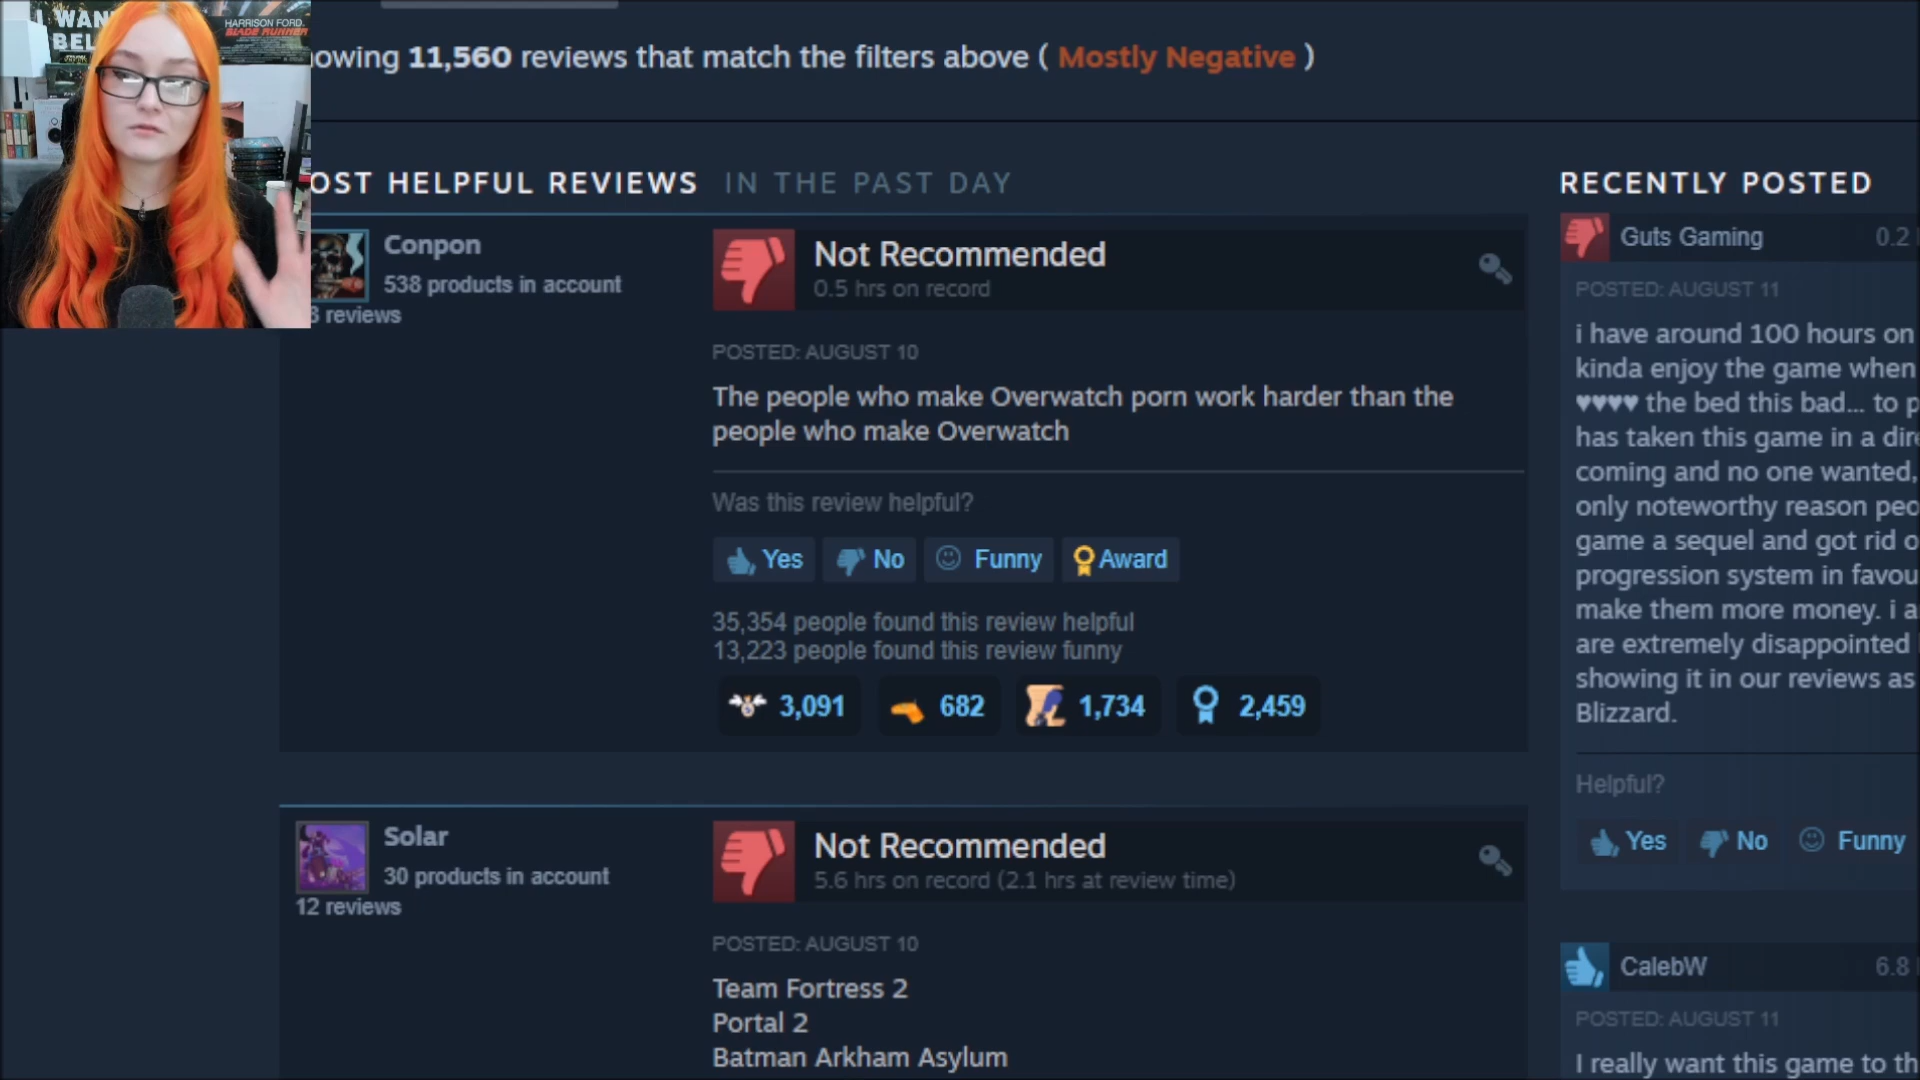 I WAN
BEL
HARRISON FORD.
BLADE RUNNER
owing 11,560 reviews that match the filters above ( Mostly Negative )
OST HELPFUL REVIEWS IN THE PAST DAY
Conpon
538 products in account
3 reviews
Not Recommended
0.5 hrs on record
POSTED: AUGUST 10
The people who make Overwatch porn work harder than the
people who make Overwatch
Was this review helpful?
Yes No Funny Award
35,354 people found this review helpful
13,223 people found this review funny
3,091 682 1,734 2,459
Solar
30 products in account
12 reviews
Not Recommended
5.6 hrs on record (2.1 hrs at review time)
POSTED: AUGUST 10
Team Fortress 2
Portal 2
Batman Arkham Asylum
RECENTLY POSTED
Guts Gaming 0.2
POSTED: AUGUST 11
i have around 100 hours on
kinda enjoy the game when
♥♥♥♥ the bed this bad... to p
has taken this game in a dire
coming and no one wanted,
only noteworthy reason peo
game a sequel and got rid o
progression system in favou
make them more money. i a
are extremely disappointed
showing it in our reviews as
Blizzard.
Helpful?
Yes No Funny
CalebW 6.8
POSTED: AUGUST 11
I really want this game to th